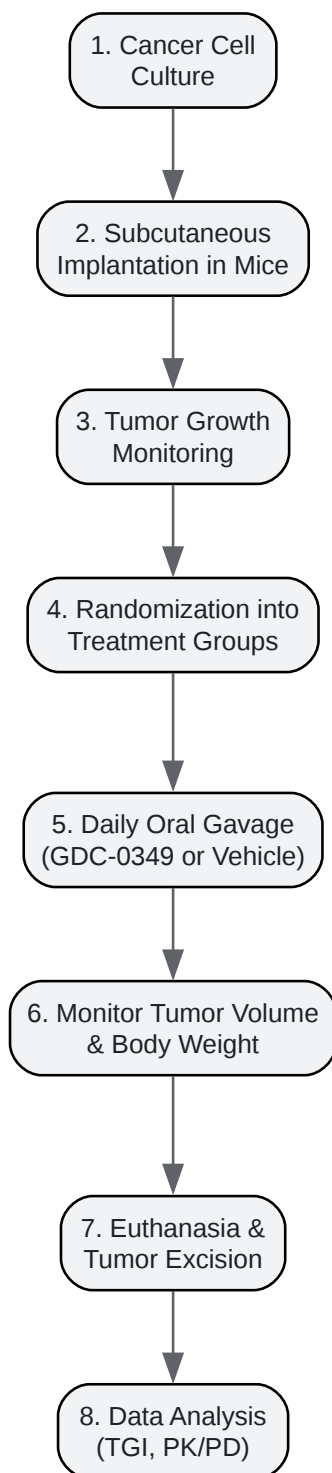 1. Cancer Cell
Culture
2. Subcutaneous
Implantation in Mice
3. Tumor Growth
Monitoring
4. Randomization into
Treatment Groups
5. Daily Oral Gavage
(GDC-0349 or Vehicle)
6. Monitor Tumor Volume
& Body Weight
7. Euthanasia &
Tumor Excision
8. Data Analysis
(TGI, PK/PD)